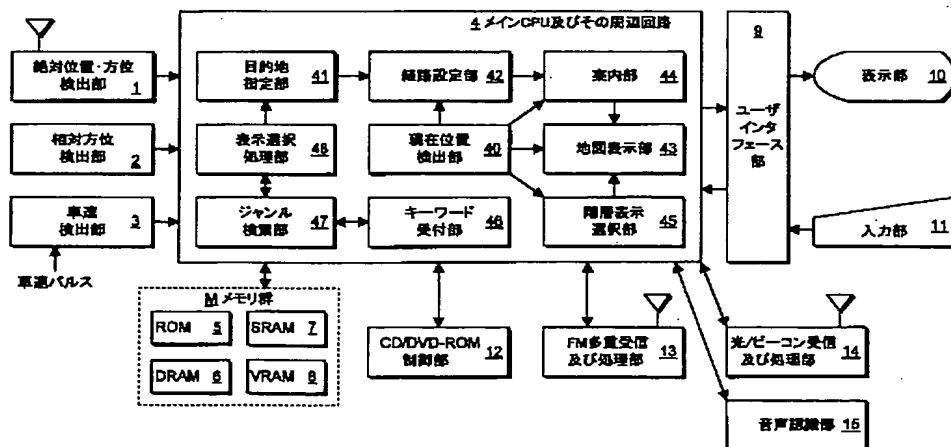 4 メインCPU及びその周辺回路
絶対位置・方位
検出部 1
相対方位
検出部 2
車速
検出部 3
車速パルス
目的地
指定部 41
経路設定部 42
案内部 44
表示選択
処理部 48
現在位置
検出部 40
地図表示部 43
ジャンル
検索部 47
キーワード
受付部 46
階層表示
選択部 45
9
ユーザ
インタ
フェース
部
表示部 10
入力部 11
M メモリ群
ROM 5
SRAM 7
DRAM 6
VRAM 8
CD/DVD-ROM
制御部 12
FM多重受信
及び処理部 13
光/ビーコン受信
及び処理部 14
音声認識部 15